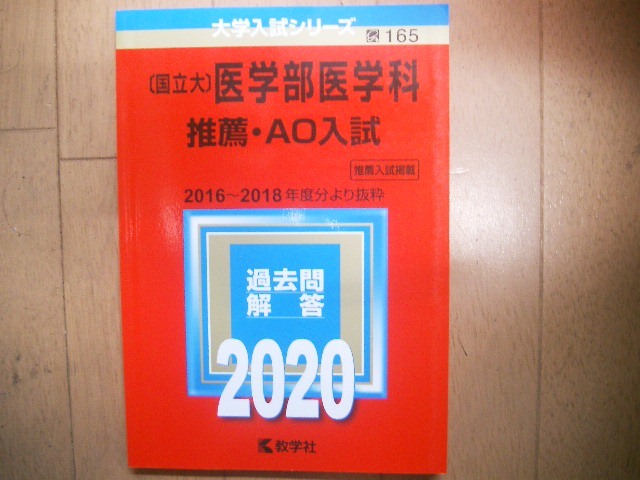 大学入試シリーズ
165
〔国立大〕医学部医学科
推薦・AO入試
推薦入試掲載
2016～2018年度分より抜粋
過去問
解答
2020
教学社